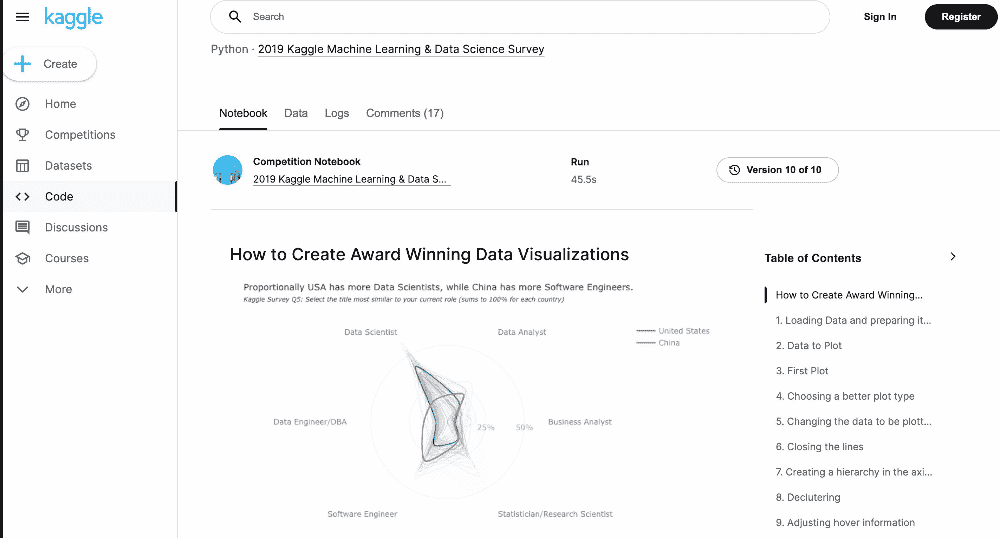 kaggle
Search
Sign In
Register
Python · 2019 Kaggle Machine Learning & Data Science Survey
Create
Home
Competitions
Datasets
Code
Discussions
Courses
More
Notebook
Data
Logs
Comments (17)
Competition Notebook
2019 Kaggle Machine Learning & Data S...
Run
45.5s
Version 10 of 10
How to Create Award Winning Data Visualizations
Proportionally USA has more Data Scientists, while China has more Software Engineers.
Kaggle Survey Q5: Select the title most similar to your current role (sums to 100% for each country)
Data Scientist
Data Analyst
United States
China
Data Engineer/DBA
25%
50%
Business Analyst
Software Engineer
Statistician/Research Scientist
Table of Contents
How to Create Award Winning...
1. Loading Data and preparing it...
2. Data to Plot
3. First Plot
4. Choosing a better plot type
5. Changing the data to be plott...
6. Closing the lines
7. Creating a hierarchy in the axi...
8. Declutering
9. Adjusting hover information